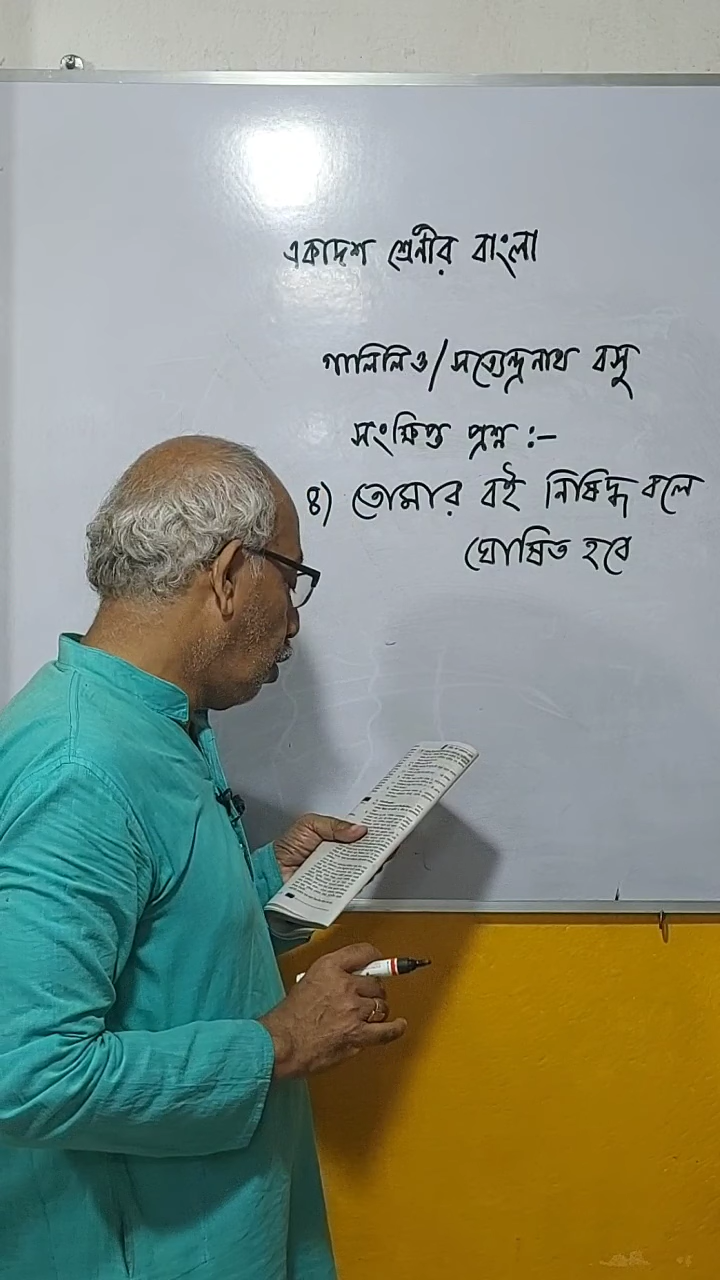 একাদশ শ্রেনীর বাংলা
গালিলিও/সত্যেন্দ্রনাথ বসু
সংক্ষিপ্ত প্রশ্ন :-
৪) তোমার বই নিষিদ্ধ বলে
ঘোষিত হবে